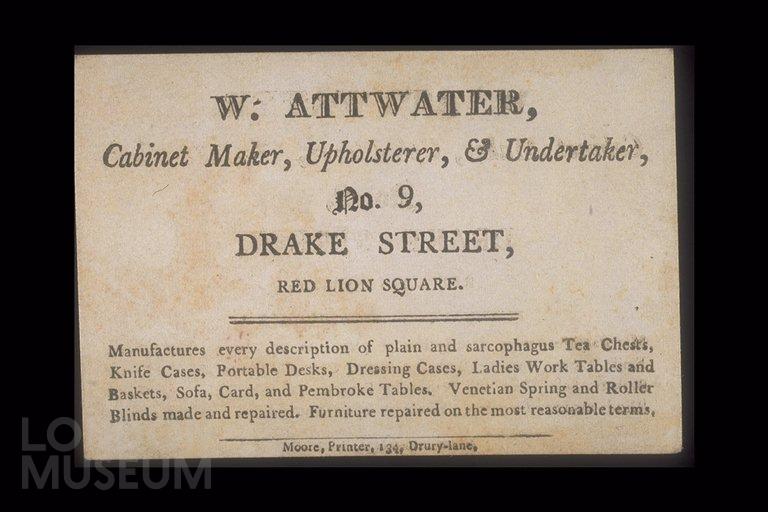 W: ATTWATER,
Cabinet Maker, Upholsterer, & Undertaker,
No. 9,
DRAKE STREET,
RED LION SQUARE.
Manufactures every description of plain and sarcophagus Tea Chests,
Knife Cases, Portable Desks, Dressing Cases, Ladies Work Tables and
Baskets, Sofa, Card, and Pembroke Tables. Venetian Spring and Roller
Blinds made and repaired. Furniture repaired on the most reasonable terms.
Moore, Printer, 134, Drury-lane.
MUSEUM